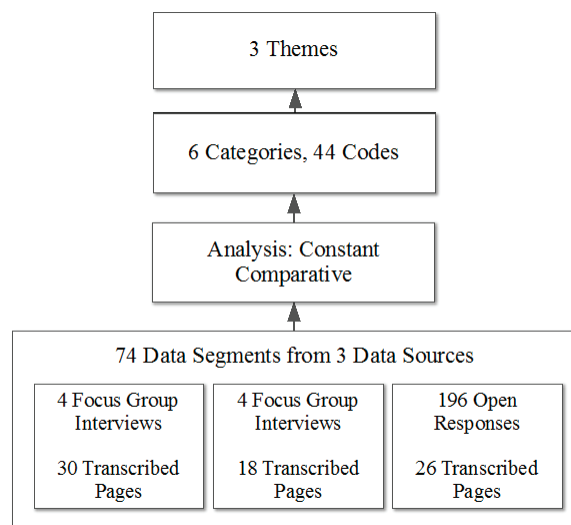 3 Themes
6 Categories, 44 Codes
Analysis: Constant
Comparative
74 Data Segments from 3 Data Sources
4 Focus Group
Interviews
30 Transcribed
Pages
4 Focus Group
Interviews
18 Transcribed
Pages
196 Open
Responses
26 Transcribed
Pages